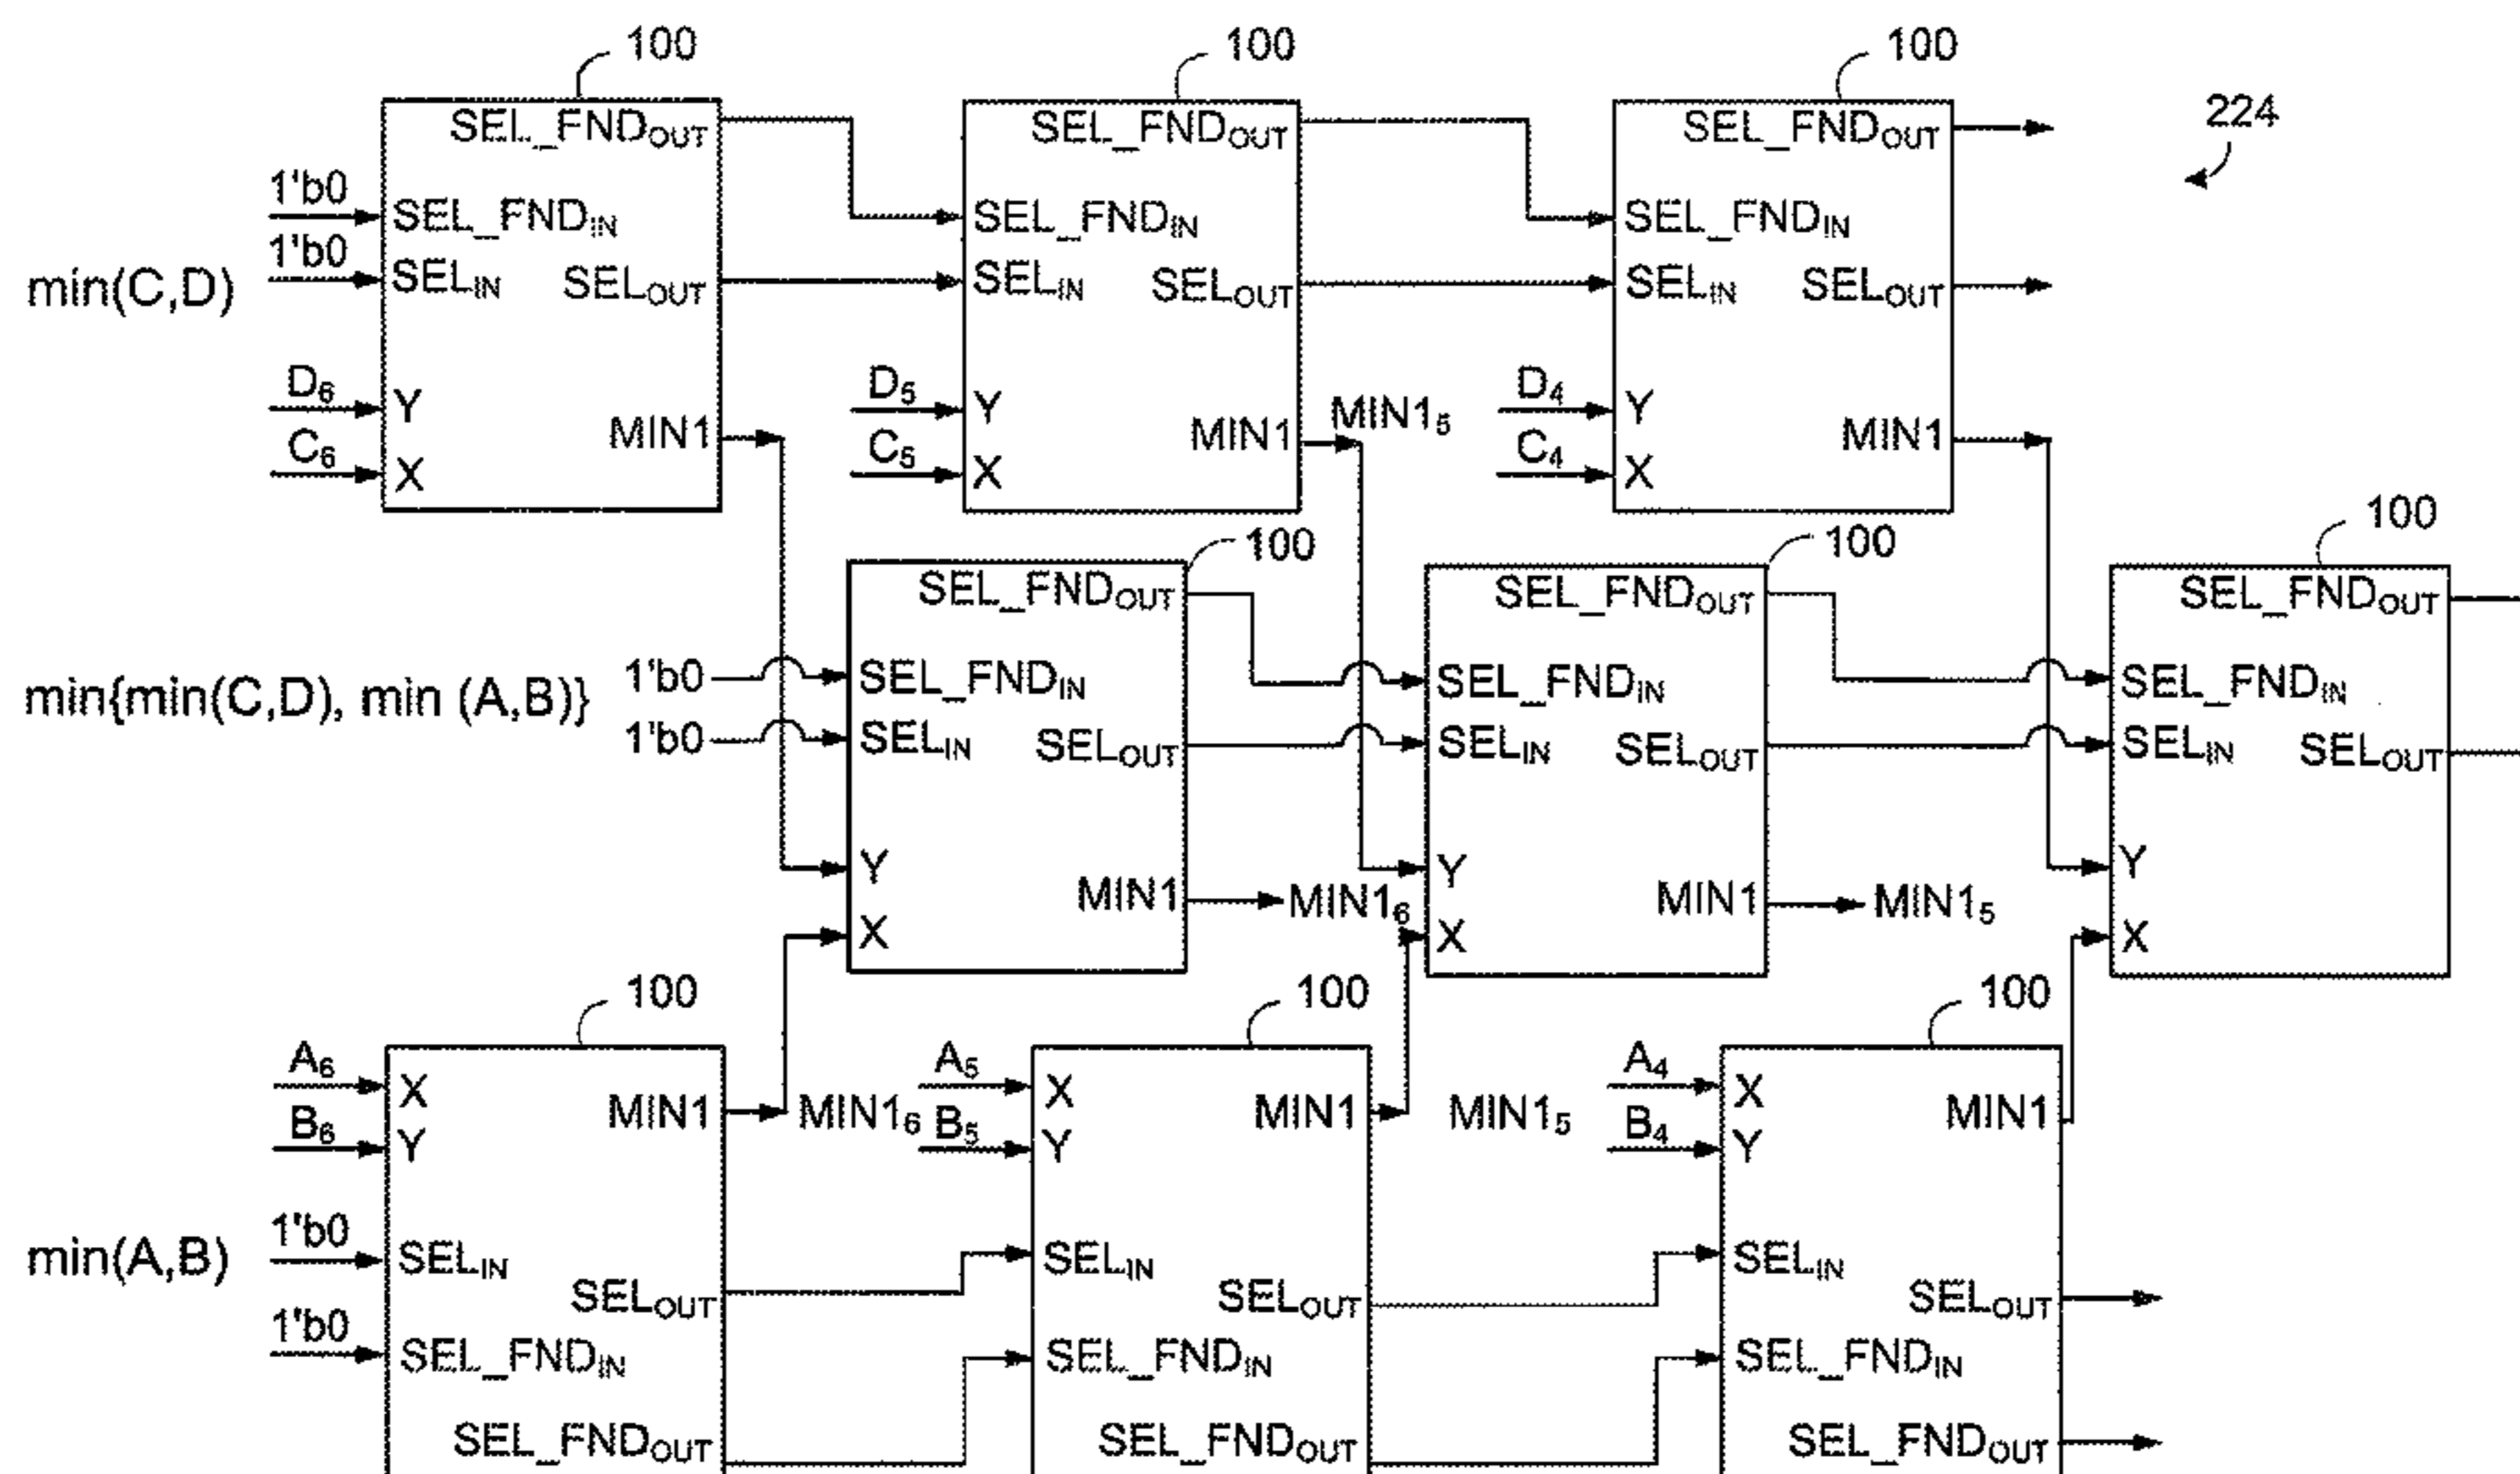 100 100 100
224
SEL_FNDOUT SEL_FNDOUT SEL_FNDOUT
1'b0 SEL_FNDIN SEL_FNDIN SEL_FNDIN
1'b0 SELIN SELOUT SELIN SELOUT SELIN SELOUT
min(C,D)
D6 Y D5 Y MIN15 D4 Y
MIN1 MIN1 MIN1
C6 X C5 X C4 X
100 100 100
SEL_FNDOUT SEL_FNDOUT SEL_FNDOUT
1'b0 SEL_FNDIN SEL_FNDIN SEL_FNDIN
min{min(C,D), min (A,B)}
1'b0 SELIN SELOUT SELIN SELOUT SELIN SELOUT
Y Y Y
MIN1 MIN16 MIN1 MIN15
X X X
100 100 100
A6 X A5 X A4 X
MIN1 MIN16 MIN1 MIN15 MIN1
B6 Y B5 Y B4 Y
1'b0 SELIN SELIN SELIN
min(A,B)
SELOUT SELOUT SELOUT
1'b0 SEL_FNDIN SEL_FNDIN SEL_FNDIN
SEL_FNDOUT SEL_FNDOUT SEL_FNDOUT